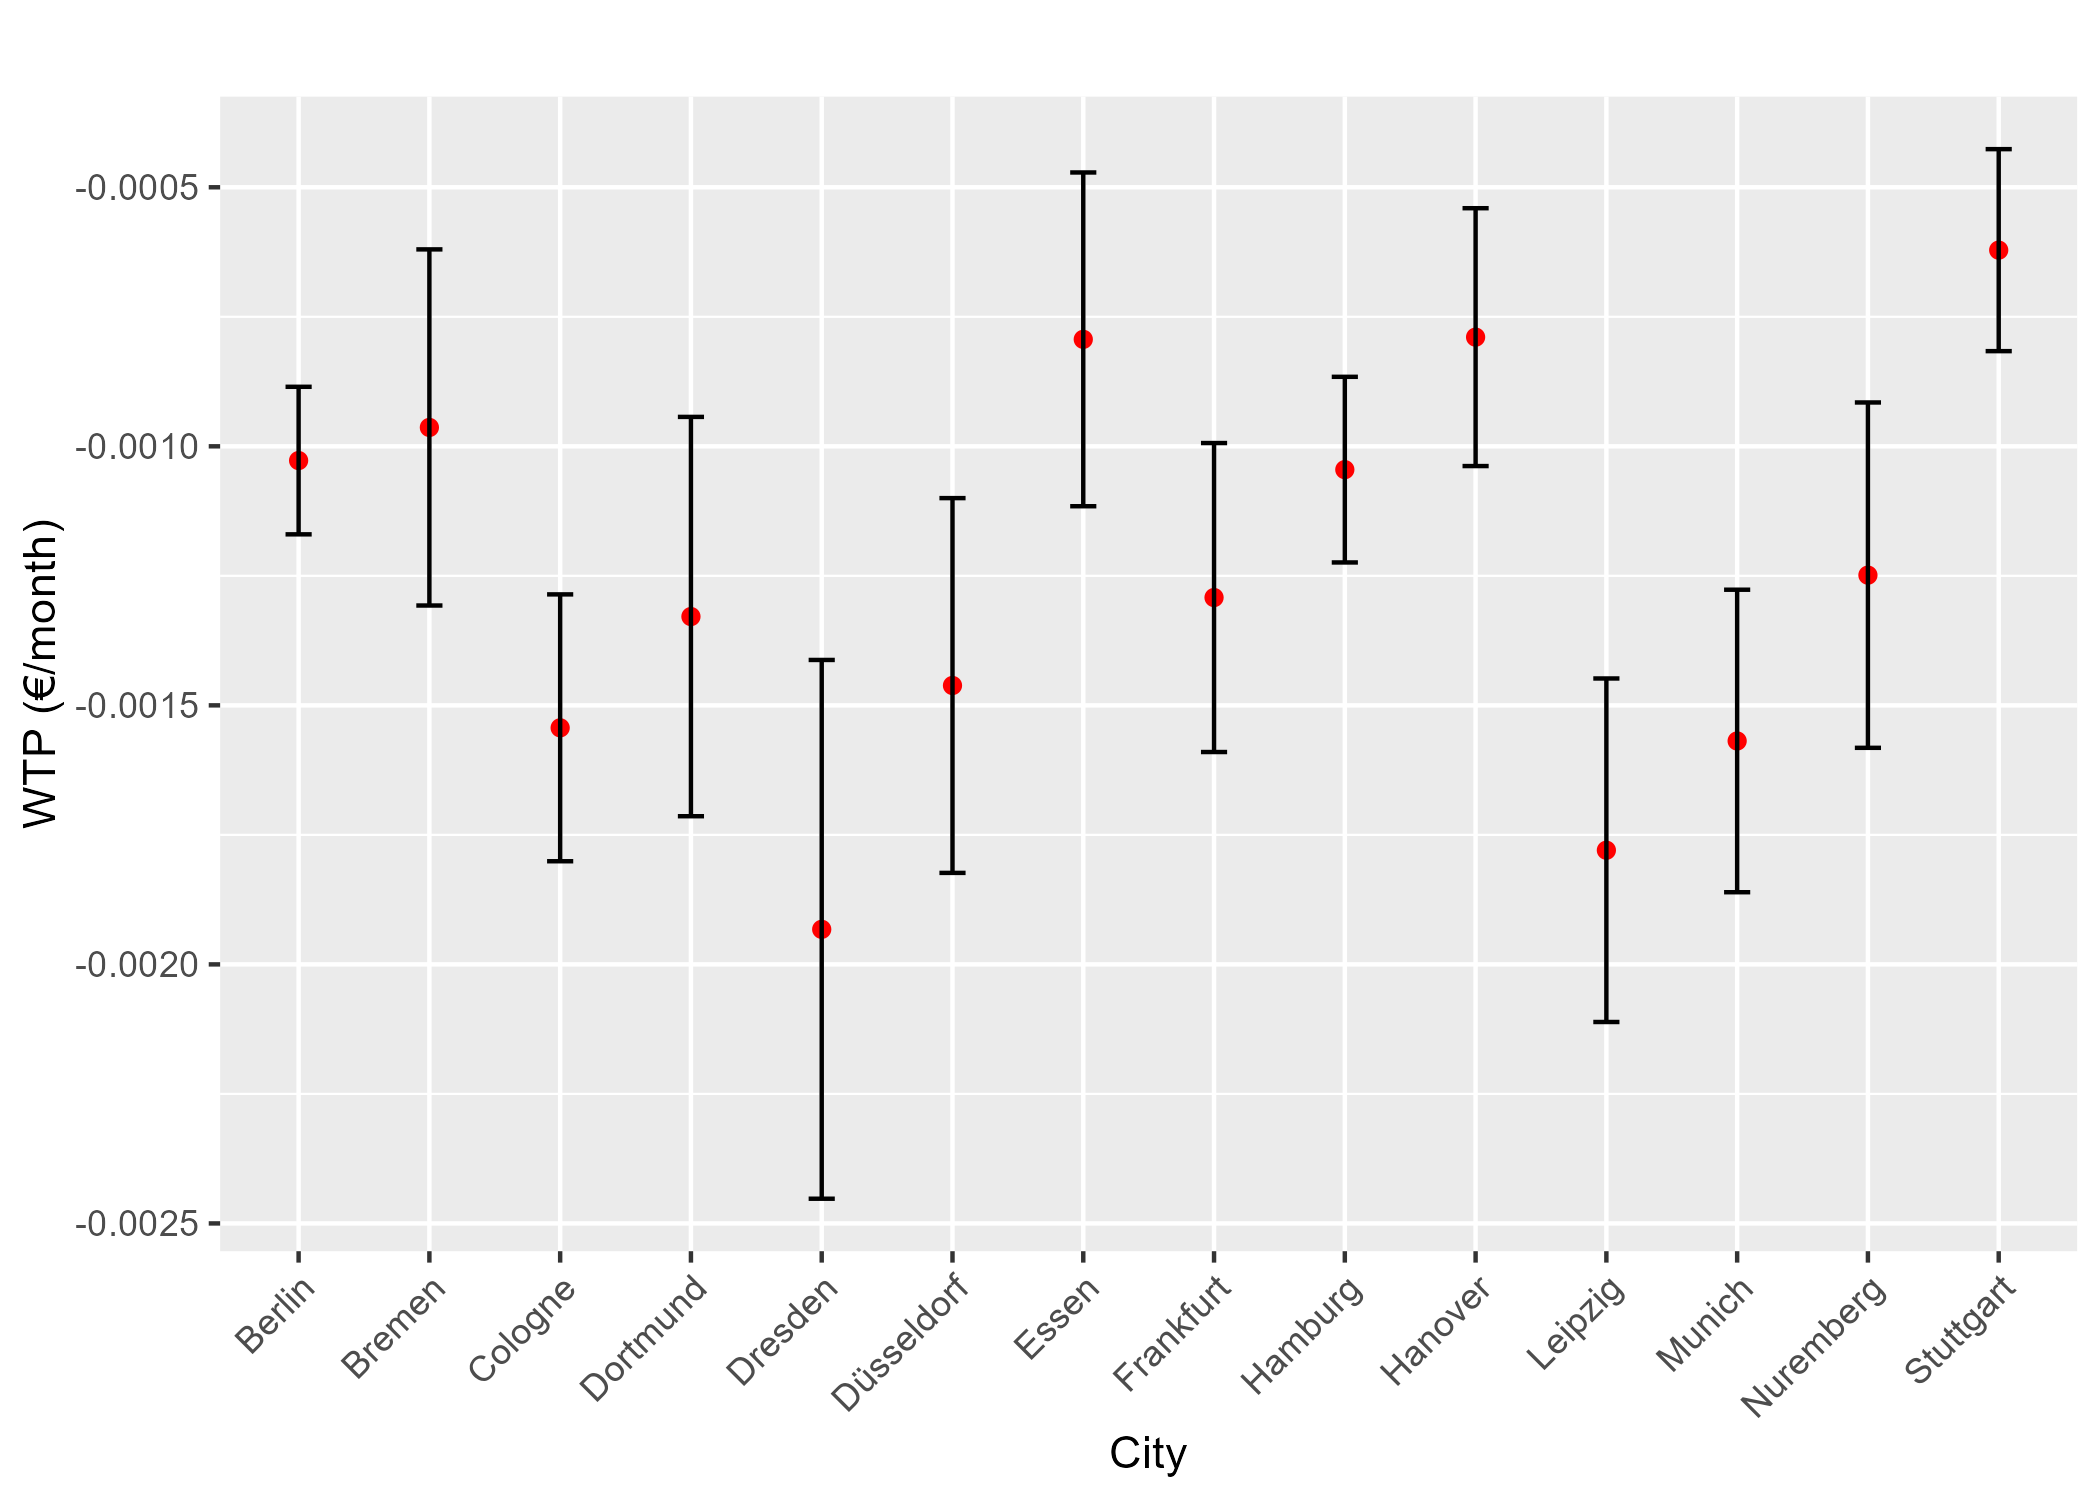 WTP (€/month)
-0.0005
-0.0010
-0.0015
-0.0020
-0.0025
Berlin
Bremen
Cologne
Dortmund
Dresden
Düsseldorf
Essen
Frankfurt
Hamburg
Hanover
Leipzig
Munich
Nuremberg
Stuttgart
City